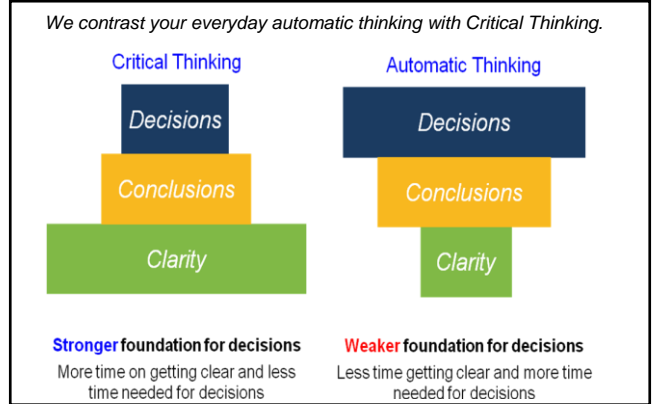 We contrast your everyday automatic thinking with Critical Thinking.
Critical Thinking
Decisions
Conclusions
Clarity
Stronger foundation for decisions
More time on getting clear and less
time needed for decisions
Automatic Thinking
Decisions
Conclusions
Clarity
Weaker foundation for decisions
Less time getting clear and more time
needed for decisions